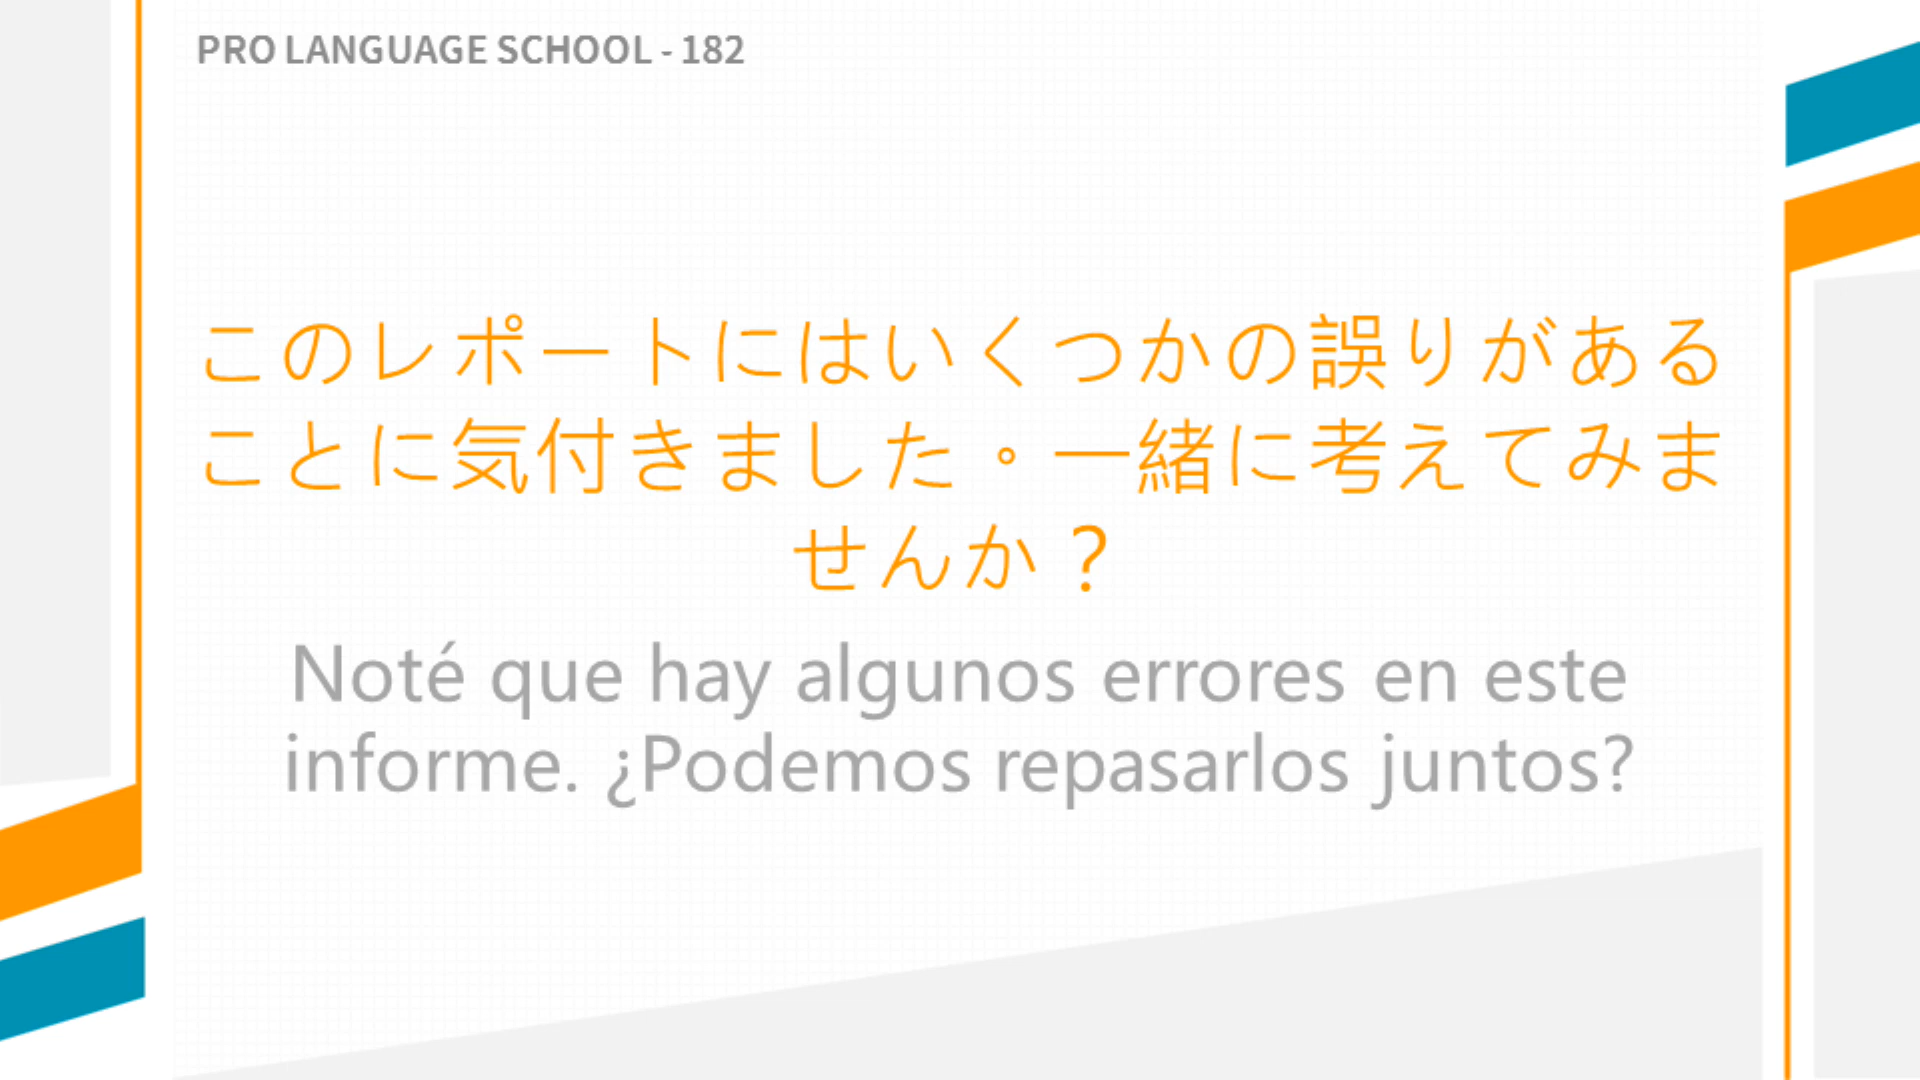 PRO LANGUAGE SCHOOL - 182
このレポートにはいくつかの誤りがある
ことに気付きました。一緒に考えてみま
せんか？
Noté que hay algunos errores en este
informe. ¿Podemos repasarlos juntos?